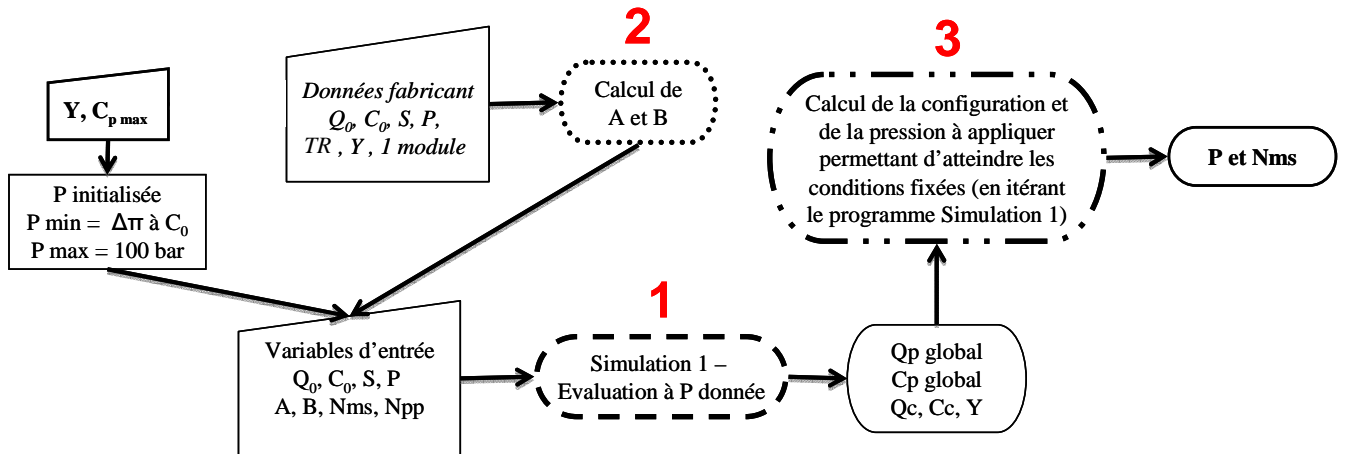 Y, Cp max
P initialisée
P min = Δπ à C0
P max = 100 bar
Données fabricant
Q0, C0, S, P,
TR , Y , 1 module
2
Calcul de
A et B
3
Calcul de la configuration et
de la pression à appliquer
permettant d'atteindre les
conditions fixées (en itérant
le programme Simulation 1)
P et Nms
Variables d'entrée
Q0, C0, S, P
A, B, Nms, Npp
1
Simulation 1 –
Evaluation à P donnée
Qp global
Cp global
Qc, Cc, Y